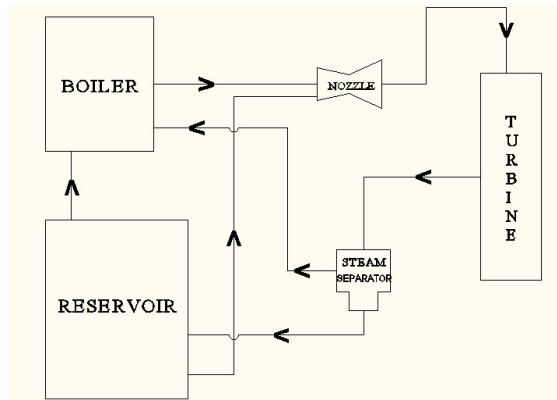 BOILER
NOZZLE
TURBINE
STEAM
SEPARATOR
RESERVOIR